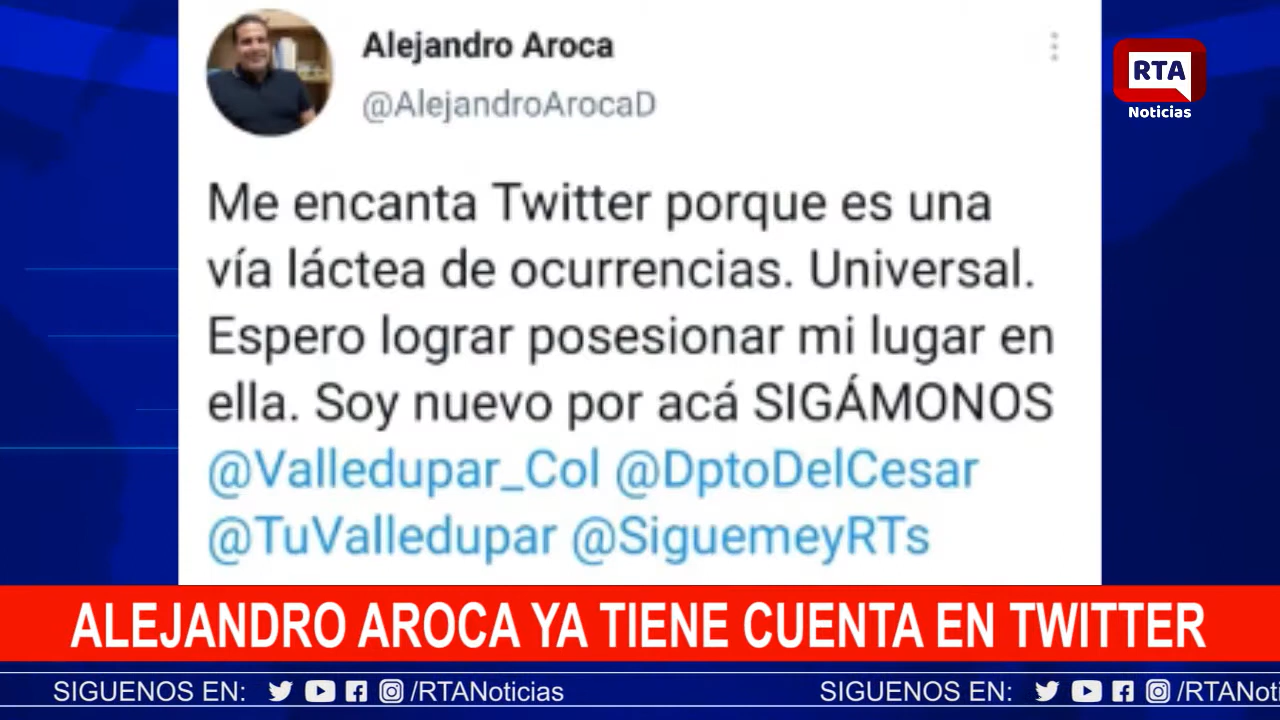 Alejandro Aroca
@AlejandroArocaD
RTA
Noticias
Me encanta Twitter porque es una
vía láctea de ocurrencias. Universal.
Espero lograr posesionar mi lugar en
ella. Soy nuevo por acá SIGÁMONOS
@Valledupar_Col @DptoDelCesar
@TuValledupar @SiguemeyRTs
ALEJANDRO AROCA YA TIENE CUENTA EN TWITTER
SIGUENOS EN: /RTANoticias SIGUENOS EN: /RTANoti